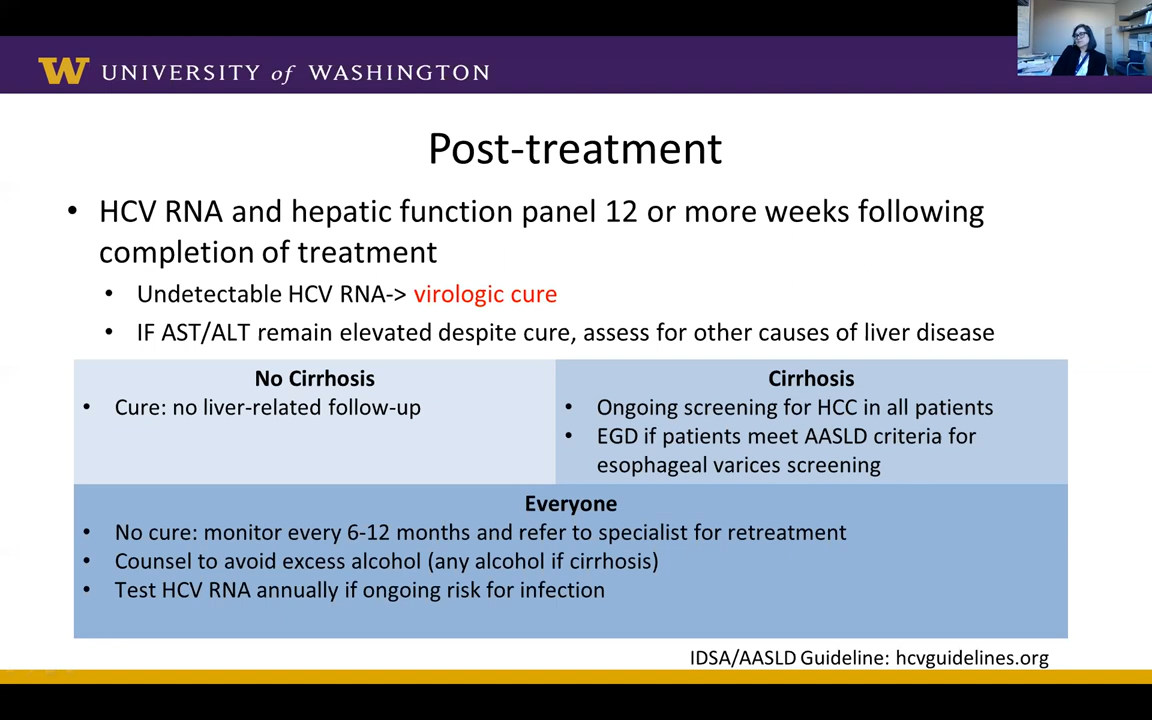 W UNIVERSITY of WASHINGTON
Post-treatment
• HCV RNA and hepatic function panel 12 or more weeks following
completion of treatment
• Undetectable HCV RNA-> virologic cure
• IF AST/ALT remain elevated despite cure, assess for other causes of liver disease
No Cirrhosis
• Cure: no liver-related follow-up
Cirrhosis
• Ongoing screening for HCC in all patients
• EGD if patients meet AASLD criteria for
esophageal varices screening
Everyone
• No cure: monitor every 6-12 months and refer to specialist for retreatment
• Counsel to avoid excess alcohol (any alcohol if cirrhosis)
• Test HCV RNA annually if ongoing risk for infection
IDSA/AASLD Guideline: hcvguidelines.org